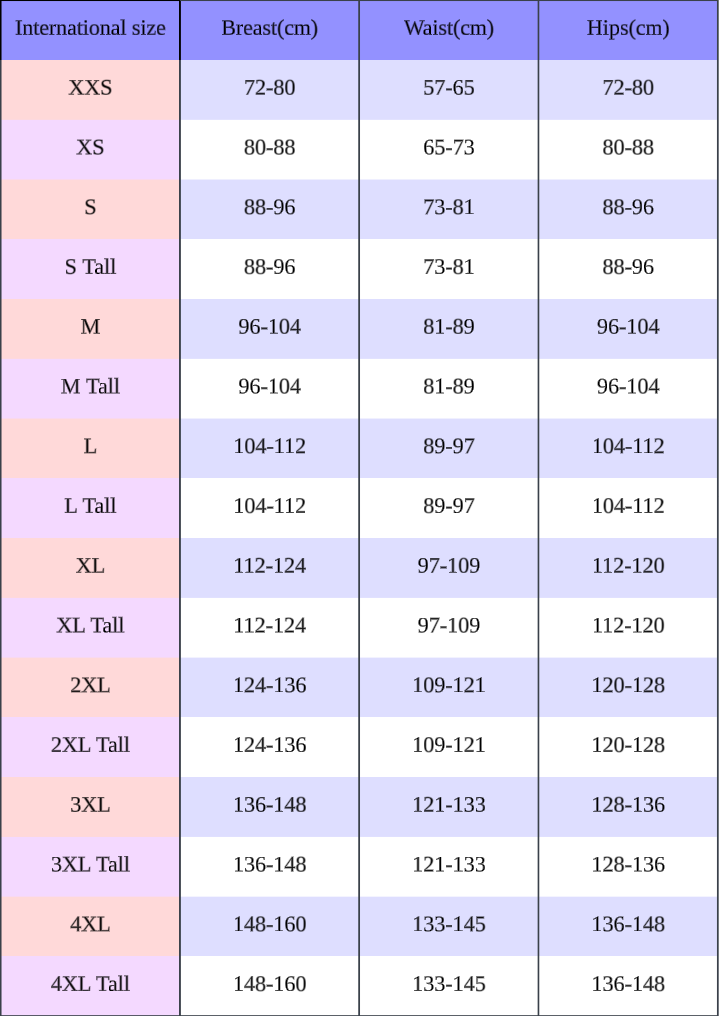 International size Breast(cm) Waist(cm) Hips(cm)
XXS 72-80 57-65 72-80
XS 80-88 65-73 80-88
S 88-96 73-81 88-96
S Tall 88-96 73-81 88-96
M 96-104 81-89 96-104
M Tall 96-104 81-89 96-104
L 104-112 89-97 104-112
L Tall 104-112 89-97 104-112
XL 112-124 97-109 112-120
XL Tall 112-124 97-109 112-120
2XL 124-136 109-121 120-128
2XL Tall 124-136 109-121 120-128
3XL 136-148 121-133 128-136
3XL Tall 136-148 121-133 128-136
4XL 148-160 133-145 136-148
4XL Tall 148-160 133-145 136-148